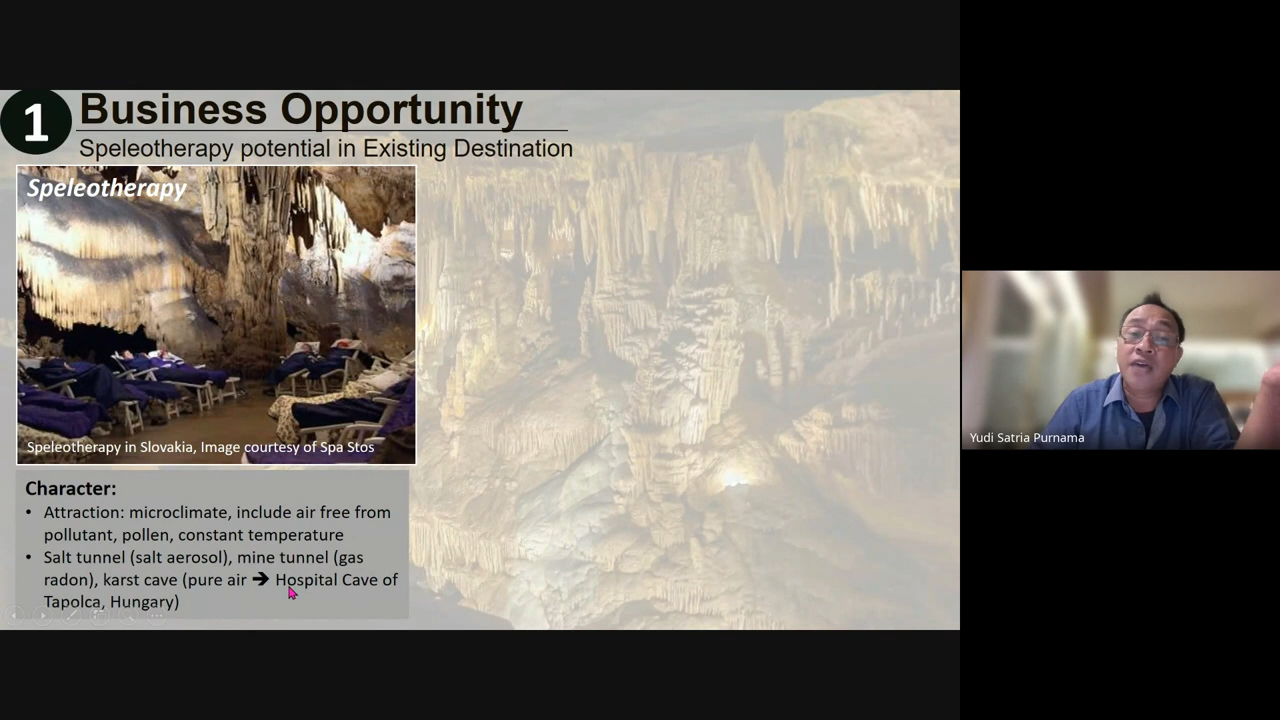 1
Business Opportunity
Speleotherapy potential in Existing Destination
Speleotherapy
Speleotherapy in Slovakia, Image courtesy of Spa Stos
Character:
• Attraction: microclimate, include air free from
pollutant, pollen, constant temperature
• Salt tunnel (salt aerosol), mine tunnel (gas
radon), karst cave (pure air ➔ Hospital Cave of
Tapolca, Hungary)
Yudi Satria Purnama